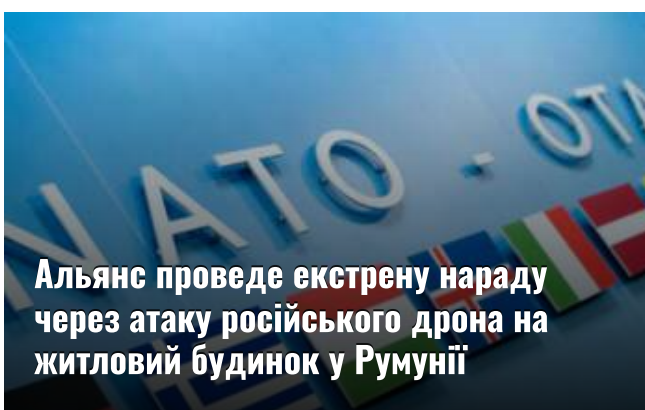 NATO - OTA
Альянс проведе екстрену нараду
через атаку російського дрона на
житловий будинок у Румунії